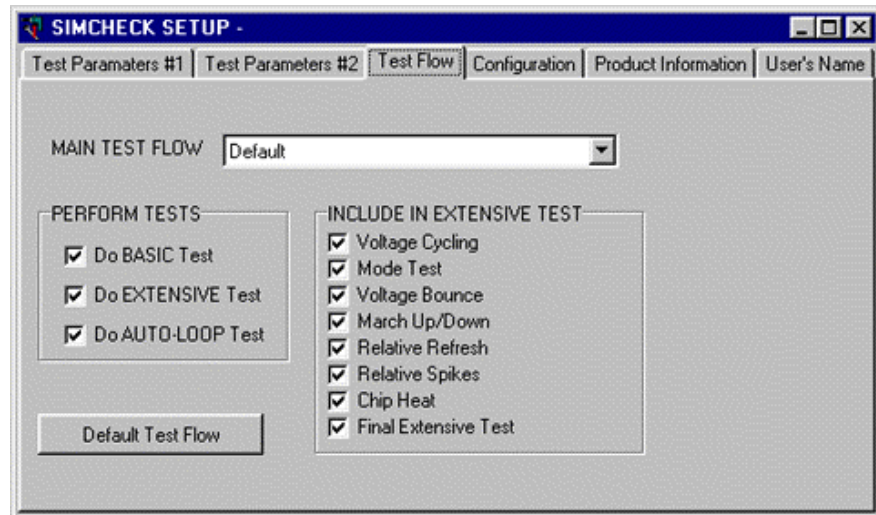 SIMCHECK SETUP -
Test Paramaters #1 Test Parameters #2 Test Flow Configuration Product Information User's Name
MAIN TEST FLOW Default
PERFORM TESTS
Do BASIC Test
Do EXTENSIVE Test
Do AUTO-LOOP Test
Default Test Flow
INCLUDE IN EXTENSIVE TEST
Voltage Cycling
Mode Test
Voltage Bounce
March Up/Down
Relative Refresh
Relative Spikes
Chip Heat
Final Extensive Test